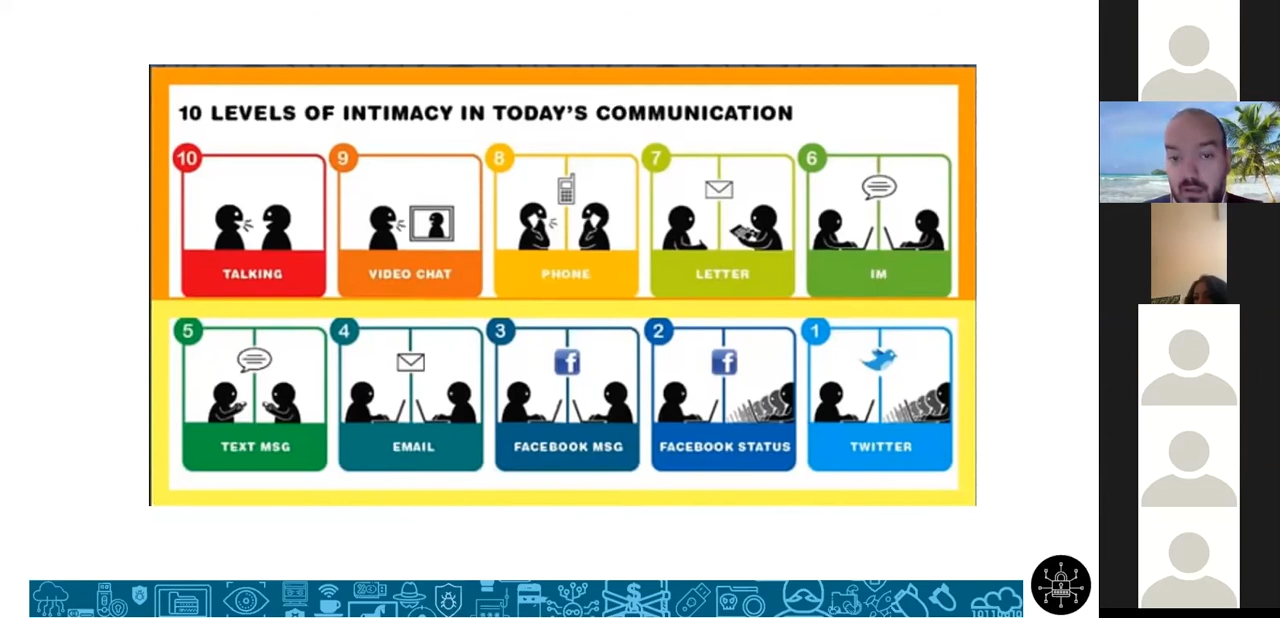 10 LEVELS OF INTIMACY IN TODAY'S COMMUNICATION
10
9
8
7
6
TALKING
VIDEO CHAT
PHONE
LETTER
IM
5
4
3
2
1
f
f
TEXT MSG
EMAIL
FACEBOOK MSG
FACEBOOK STATUS
TWITTER
$